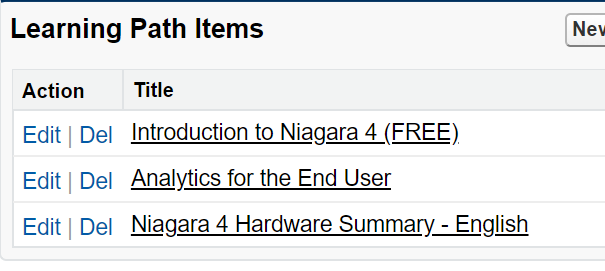 Learning Path Items
New
Action Title
Edit | Del Introduction to Niagara 4 (FREE)
Edit | Del Analytics for the End User
Edit | Del Niagara 4 Hardware Summary - English